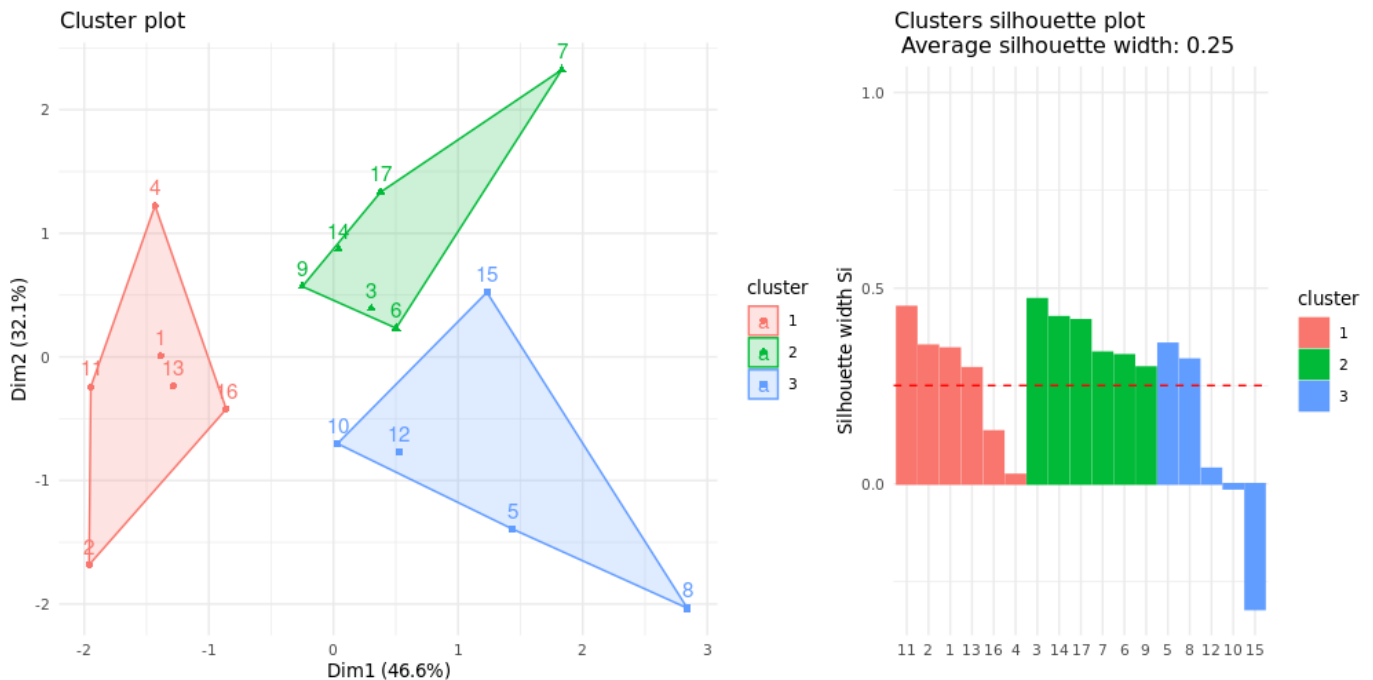 Cluster plot
7
2
17
4
14
1
9
3
6
15
1
11
13
16
0
10
12
-1
5
2
8
-2
-2
-1
0
1
2
3
Dim1 (46.6%)
Dim2 (32.1%)
cluster
a 1
a 2
a 3
Clusters silhouette plot
Average silhouette width: 0.25
1.0
0.5
0.0
Silhouette width Si
11 2 1 13 16 4 3 14 17 7 6 9 5 8 12 10 15
cluster
1
2
3